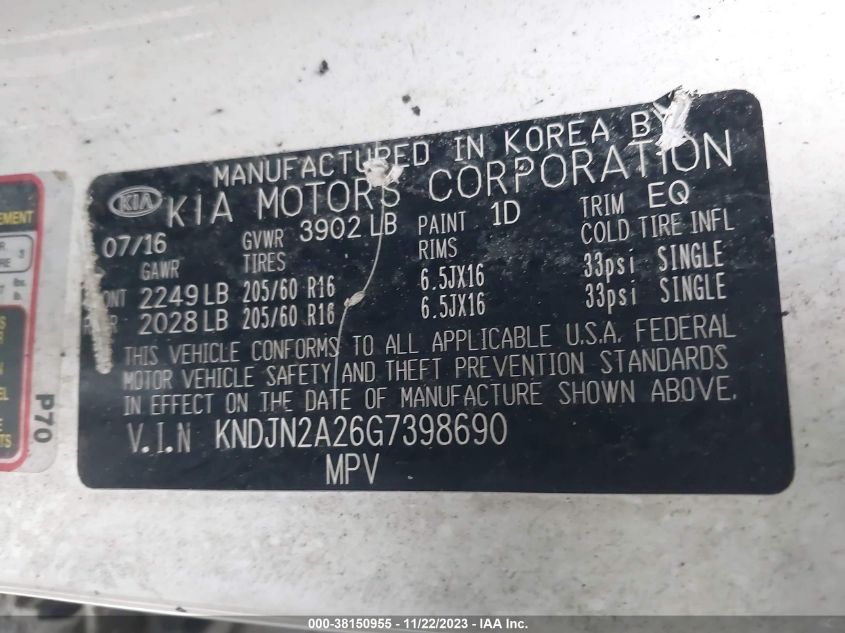 MANUFACTURED IN KOREA BY
KIA KIA MOTORS CORPORATION
07/16 GVWR 3902 LB PAINT 1D TRIM EQ
GAWR TIRES RIMS COLD TIRE INFL
2249 LB 205/60 R16 6.5JX16 33psi SINGLE
2028 LB 205/60 R16 6.5JX16 33psi SINGLE
THIS VEHICLE CONFORMS TO ALL APPLICABLE U.S.A. FEDERAL
MOTOR VEHICLE SAFETY AND THEFT PREVENTION STANDARDS
IN EFFECT ON THE DATE OF MANUFACTURE SHOWN ABOVE.
V.I.N KNDJN2A26G7398690
MPV
P70
000-38150955 - 11/22/2023 - IAA Inc.